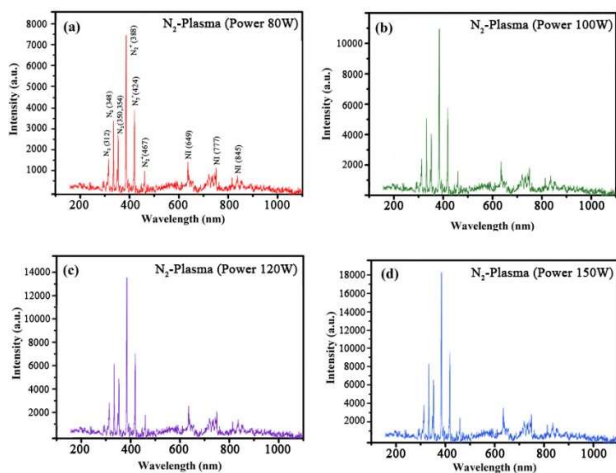 (a)
N₂-Plasma (Power 80W)
N₂ (312)
N₂ (348)
N₂(350,354)
N₂⁺ (388)
N₂⁺ (424)
N₂⁺ (467)
NI (649)
NI (777)
NI (845)
8000
7000
6000
5000
4000
3000
2000
1000
Intensity (a.u.)
200 400 600 800 1000
Wavelength (nm)
(b)
N₂-Plasma (Power 100W)
10000
8000
6000
4000
2000
Intensity (a.u.)
200 400 600 800 1000
Wavelength (nm)
(c)
N₂-Plasma (Power 120W)
14000
12000
10000
8000
6000
4000
2000
Intensity (a.u.)
200 400 600 800 1000
Wavelength (nm)
(d)
N₂-Plasma (Power 150W)
18000
16000
14000
12000
10000
8000
6000
4000
2000
Intensity (a.u.)
200 400 600 800 1000
Wavelength (nm)